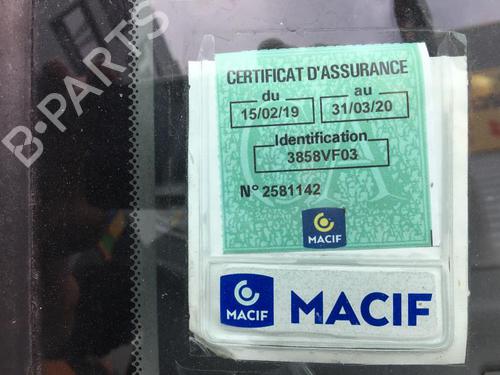 CERTIFICAT D'ASSURANCE
du au
15/02/19 31/03/20
Identification
3858VF03
N° 2581142
MACIF
MACIF MACIF
B-PARTS